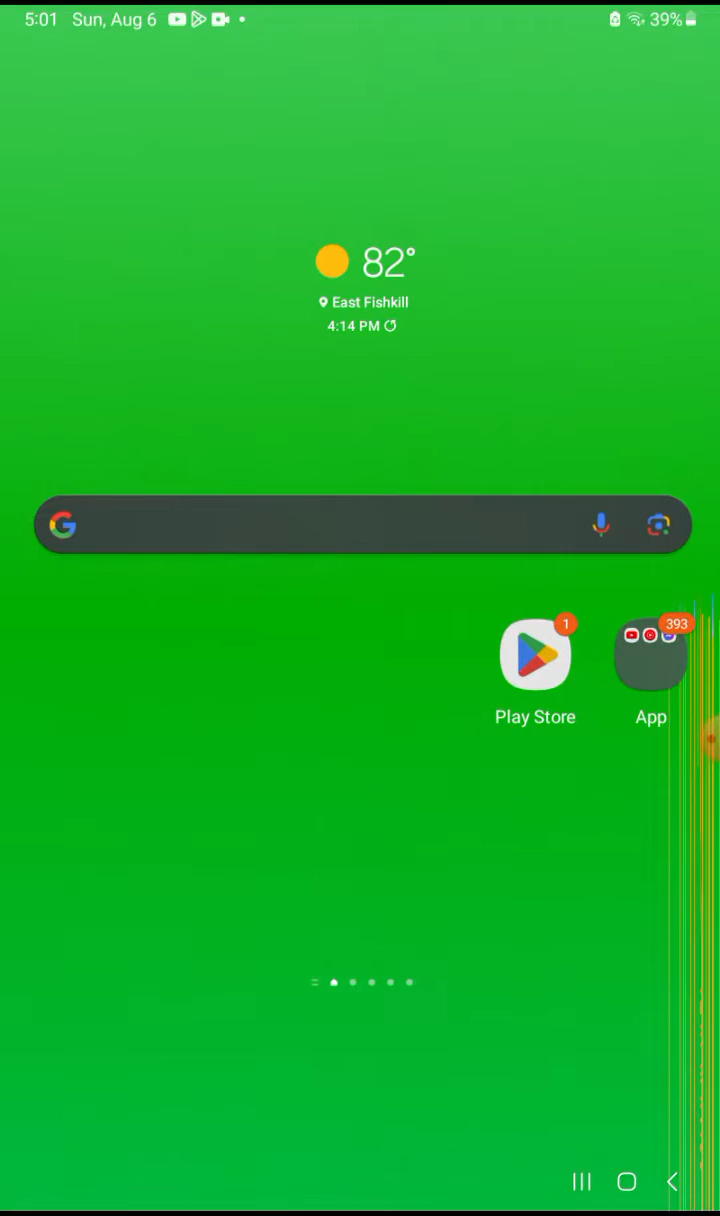 5:01 Sun, Aug 6 39%
82°
East Fishkill
4:14 PM
1
393
Play Store
App